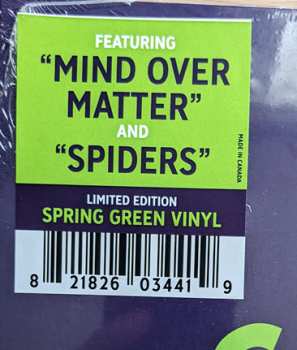 FEATURING
“MIND OVER
MATTER”
AND
“SPIDERS”
MADE IN CANADA
LIMITED EDITION
SPRING GREEN VINYL
8 21826 03441 9